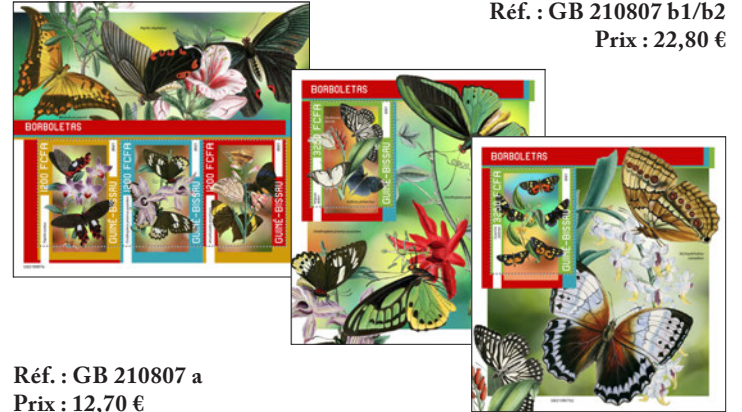 Réf. : GB 210807 b1/b2
Prix : 22,80 €
BORBOLETAS
1200 FCFA
GUINÉ-BISSAU
1200 FCFA
GUINÉ-BISSAU
1200 FCFA
GUINÉ-BISSAU
BORBOLETAS
3200 FCFA
GUINÉ-BISSAU
BORBOLETAS
3200 FCFA
GUINÉ-BISSAU
Réf. : GB 210807 a
Prix : 12,70 €